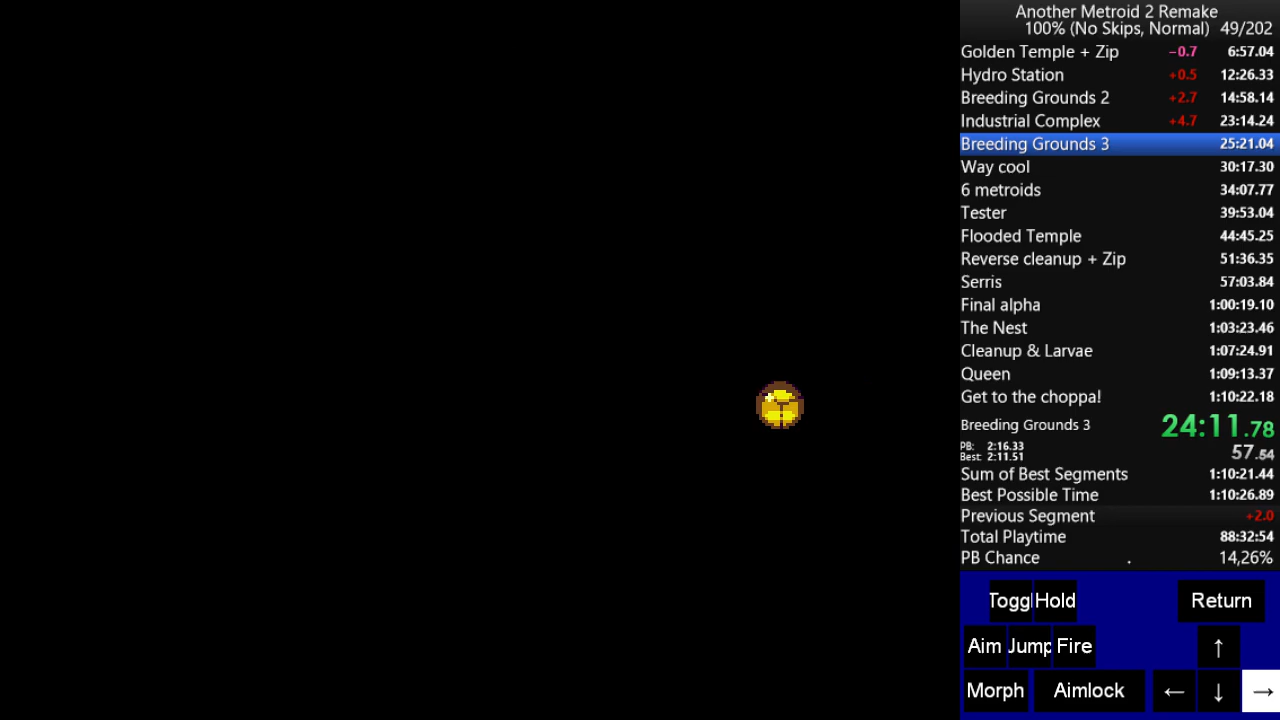 Another Metroid 2 Remake
100% (No Skips, Normal) 49/202
Golden Temple + Zip −0.7 6:57.04
Hydro Station +0.5 12:26.33
Breeding Grounds 2 +2.7 14:58.14
Industrial Complex +4.7 23:14.24
Breeding Grounds 3 25:21.04
Way cool 30:17.30
6 metroids 34:07.77
Tester 39:53.04
Flooded Temple 44:45.25
Reverse cleanup + Zip 51:36.35
Serris 57:03.84
Final alpha 1:00:19.10
The Nest 1:03:23.46
Cleanup & Larvae 1:07:24.91
Queen 1:09:13.37
Get to the choppa! 1:10:22.18
Breeding Grounds 3 24:11.78
PB: 2:16.33
Best: 2:11.51 57.54
Sum of Best Segments 1:10:21.44
Best Possible Time 1:10:26.89
Previous Segment +2.0
Total Playtime 88:32:54
PB Chance . 14,26%
Toggl Hold Return
Aim Jump Fire ↑
Morph Aimlock ← ↓ →